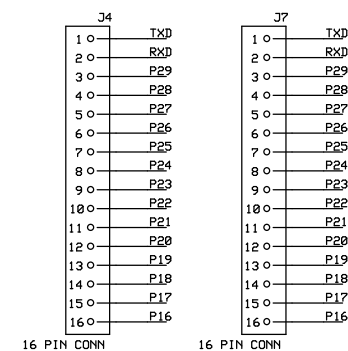 J4 J7
1 TXD 1 TXD
2 RXD 2 RXD
3 P29 3 P29
4 P28 4 P28
5 P27 5 P27
6 P26 6 P26
7 P25 7 P25
8 P24 8 P24
9 P23 9 P23
10 P22 10 P22
11 P21 11 P21
12 P20 12 P20
13 P19 13 P19
14 P18 14 P18
15 P17 15 P17
16 P16 16 P16
16 PIN CONN 16 PIN CONN